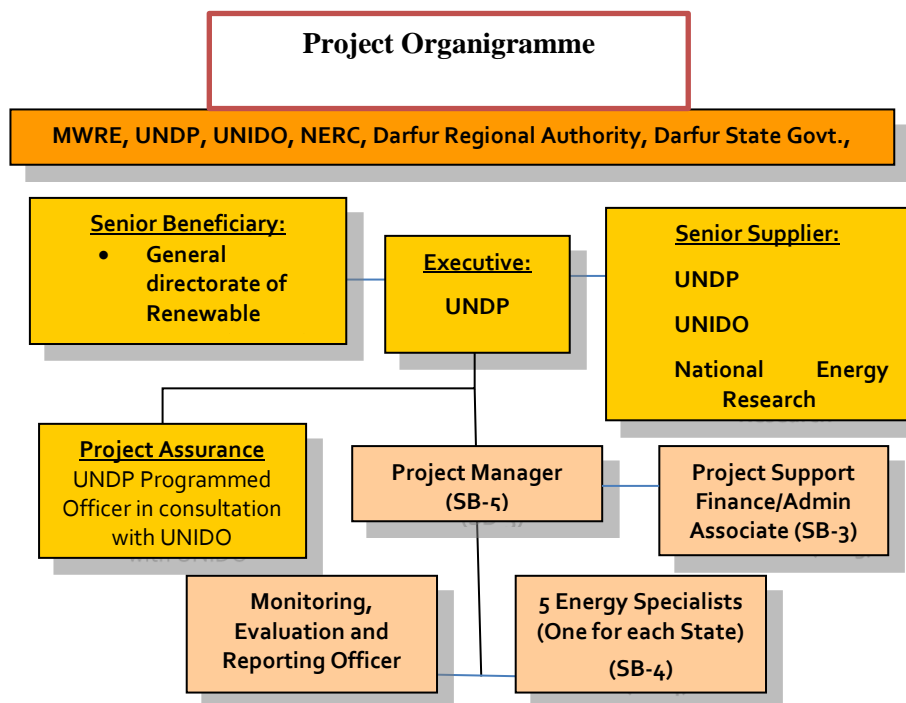 Project Organigramme
MWRE, UNDP, UNIDO, NERC, Darfur Regional Authority, Darfur State Govt.,
Senior Beneficiary:
• General
directorate of
Renewable
Executive:
UNDP
Senior Supplier:
UNDP
UNIDO
National Energy
Research
Project Assurance
UNDP Programmed
Officer in consultation
with UNIDO
Project Manager
(SB-5)
Project Support
Finance/Admin
Associate (SB-3)
Monitoring,
Evaluation and
Reporting Officer
5 Energy Specialists
(One for each State)
(SB-4)